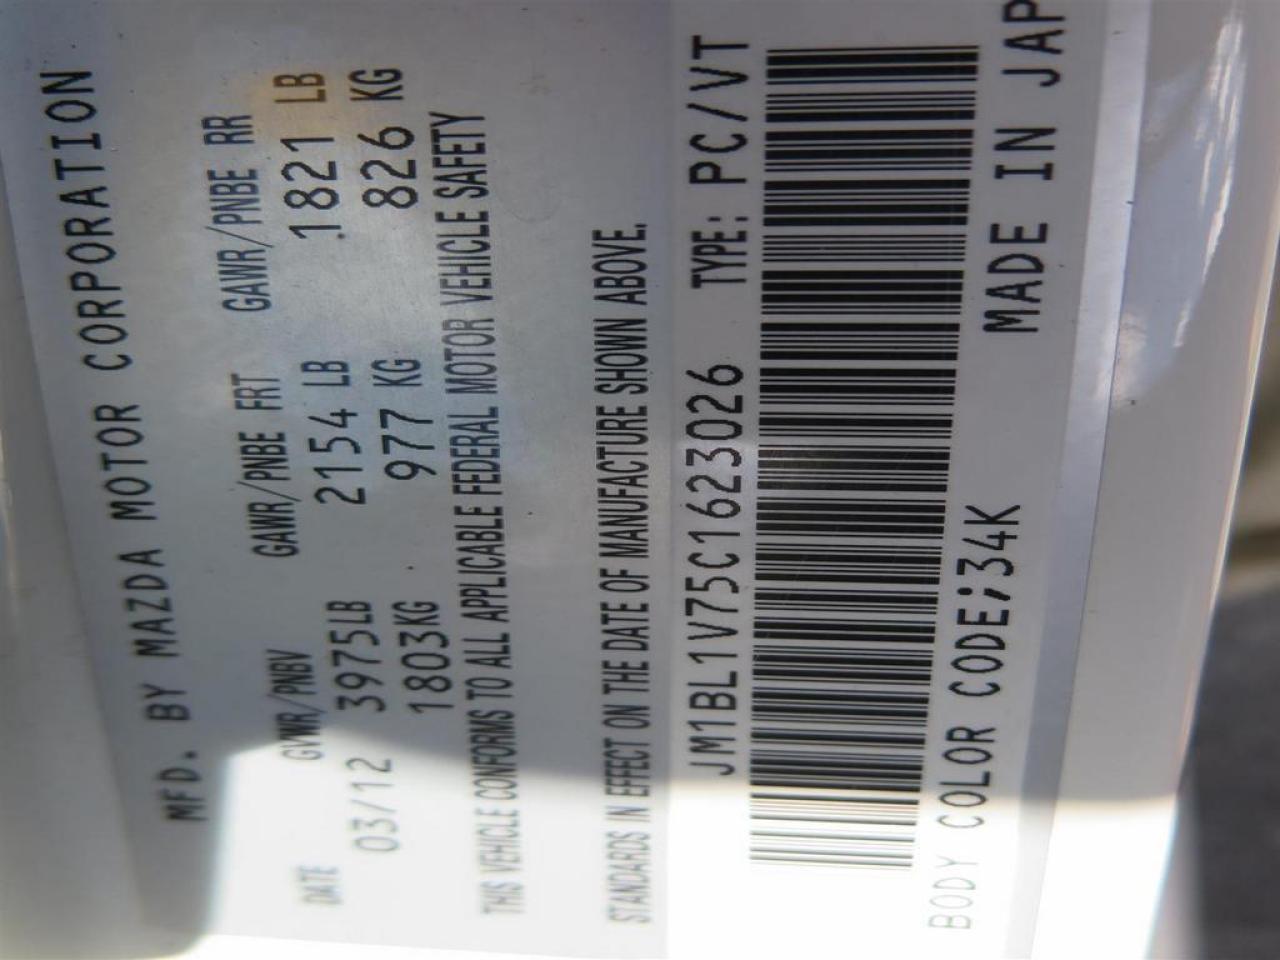 MFD. BY MAZDA MOTOR CORPORATION
DATE GVWR/PNBV GAWR/PNBE FRT GAWR/PNBE RR
03/12 3975LB 2154 LB 1821 LB
1803KG 977 KG 826 KG
THIS VEHICLE CONFORMS TO ALL APPLICABLE FEDERAL MOTOR VEHICLE SAFETY
STANDARDS IN EFFECT ON THE DATE OF MANUFACTURE SHOWN ABOVE.
JM1BL1V75C1623026 TYPE: PC/VT
BODY COLOR CODE;34K MADE IN JAP